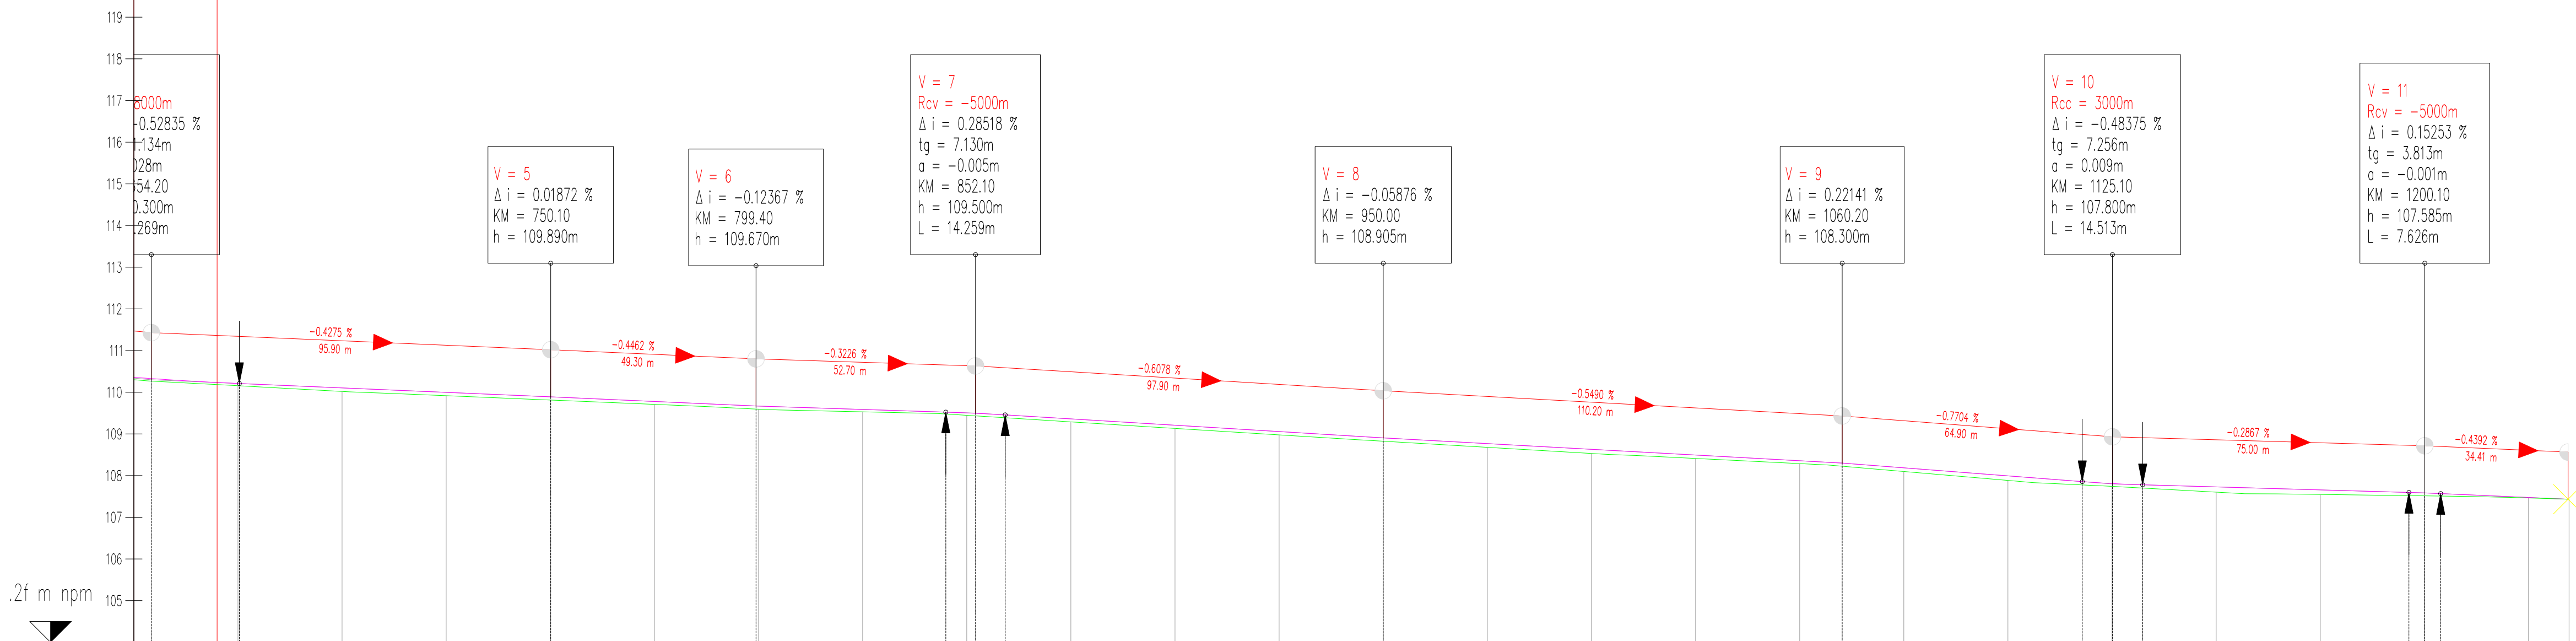 119
118
117
116
115
114
113
112
111
110
109
108
107
106
105
.2f m npm
8000m
-0.52835 %
.134m
028m
54.20
0.300m
.269m
V = 5
Δ i = 0.01872 %
KM = 750.10
h = 109.890m
V = 6
Δ i = -0.12367 %
KM = 799.40
h = 109.670m
V = 7
Rcv = -5000m
Δ i = 0.28518 %
tg = 7.130m
a = -0.005m
KM = 852.10
h = 109.500m
L = 14.259m
V = 8
Δ i = -0.05876 %
KM = 950.00
h = 108.905m
V = 9
Δ i = 0.22141 %
KM = 1060.20
h = 108.300m
V = 10
Rcc = 3000m
Δ i = -0.48375 %
tg = 7.256m
a = 0.009m
KM = 1125.10
h = 107.800m
L = 14.513m
V = 11
Rcv = -5000m
Δ i = 0.15253 %
tg = 3.813m
a = -0.001m
KM = 1200.10
h = 107.585m
L = 7.626m
-0.4275 %
95.90 m
-0.4462 %
49.30 m
-0.3226 %
52.70 m
-0.6078 %
97.90 m
-0.5490 %
110.20 m
-0.7704 %
64.90 m
-0.2867 %
75.00 m
-0.4392 %
34.41 m